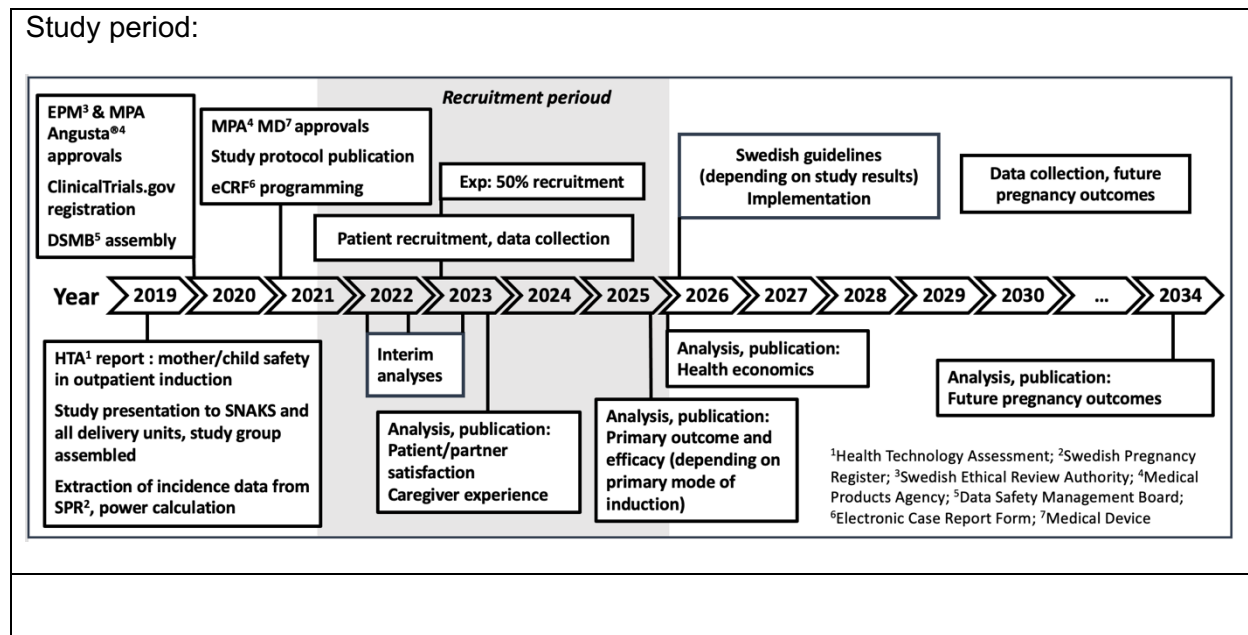 Study period:
Recruitment perioud
EPM³ & MPA
Angusta®⁴
approvals
ClinicalTrials.gov
registration
DSMB⁵ assembly
MPA⁴ MD⁷ approvals
Study protocol publication
eCRF⁶ programming
Exp: 50% recruitment
Patient recruitment, data collection
Swedish guidelines
(depending on study results)
Implementation
Data collection, future
pregnancy outcomes
Year 2019 2020 2021 2022 2023 2024 2025 2026 2027 2028 2029 2030 ... 2034
HTA¹ report : mother/child safety
in outpatient induction
Study presentation to SNAKS and
all delivery units, study group
assembled
Extraction of incidence data from
SPR², power calculation
Interim
analyses
Analysis, publication:
Patient/partner
satisfaction
Caregiver experience
Analysis, publication:
Primary outcome and
efficacy (depending on
primary mode of
induction)
Analysis, publication:
Health economics
Analysis, publication:
Future pregnancy outcomes
¹Health Technology Assessment; ²Swedish Pregnancy
Register; ³Swedish Ethical Review Authority; ⁴Medical
Products Agency; ⁵Data Safety Management Board;
⁶Electronic Case Report Form; ⁷Medical Device